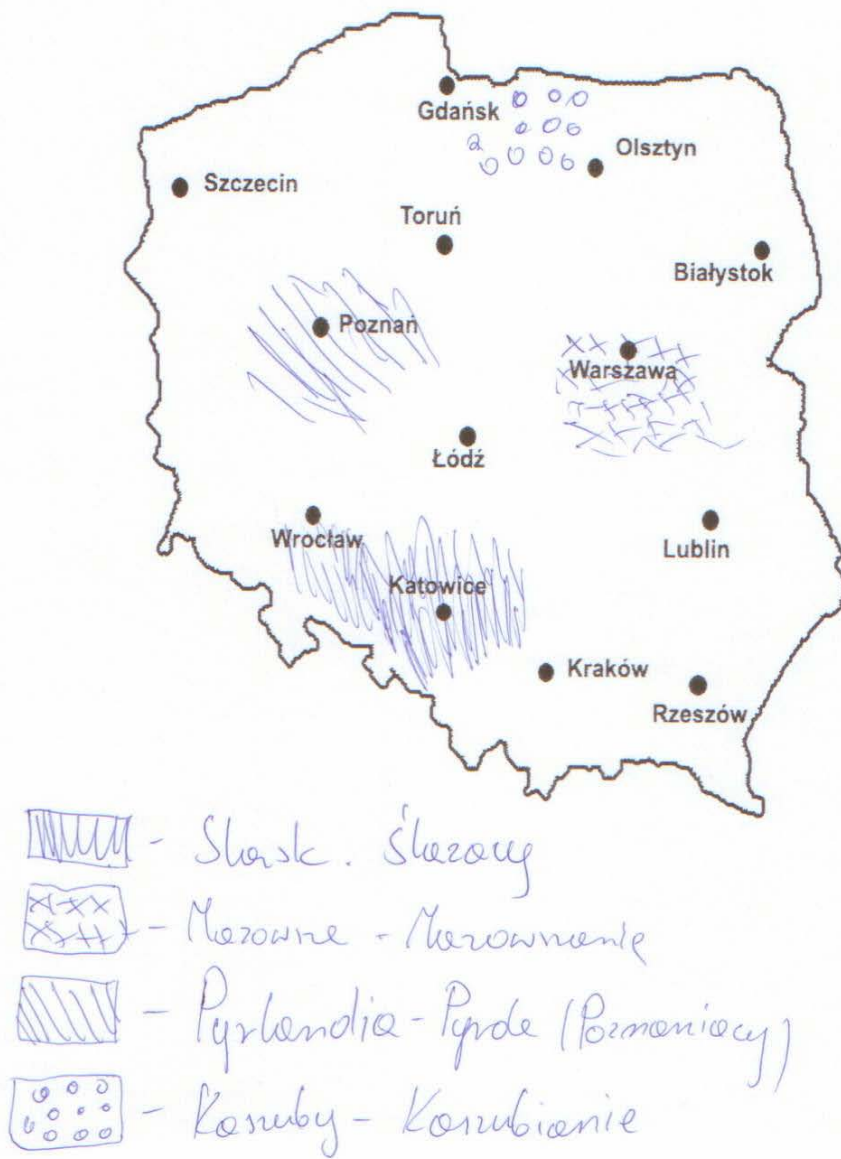 Gdańsk
Olsztyn
Szczecin
Toruń
Białystok
Poznań
Warszawa
Łódź
Wrocław
Lublin
Katowice
Kraków
Rzeszów
- Śląsk. Ślązacy
- Mazowsze - Mazowszanie
- Pyrlandia - Pyrde (Poznaniacy)
- Kaszuby - Kaszubianie